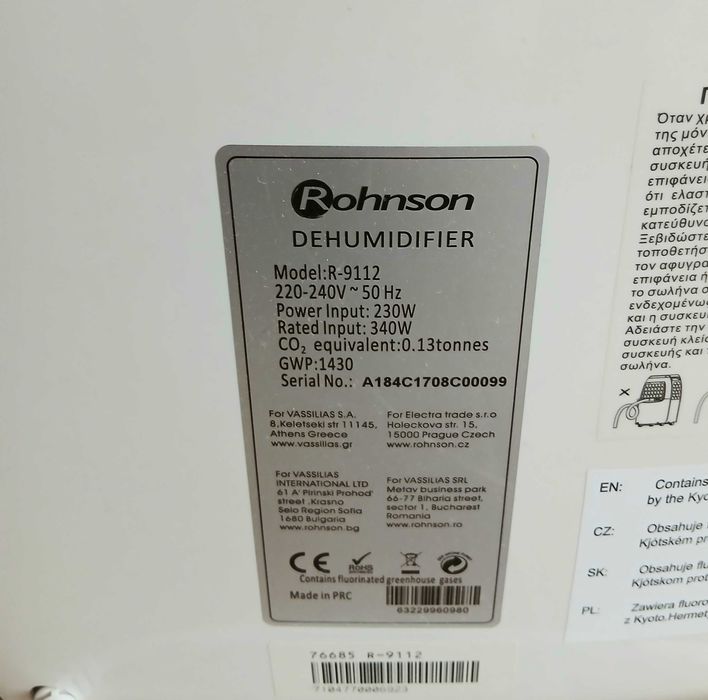 Rohnson
DEHUMIDIFIER
Model:R-9112
220-240V ~ 50 Hz
Power Input: 230W
Rated Input: 340W
CO₂ equivalent:0.13tonnes
GWP:1430
Serial No.: A184C1708C00099
For VASSILIAS S.A.
8,Keletseki str 11145,
Athens Greece
www.vassilias.gr
For Electra trade s.r.o
Holeckova str. 15,
15000 Prague Czech
www.rohnson.cz
For VASSILIAS
INTERNATIONAL LTD
61 A' Pirinski Prohod'
street ,Krasno
Selo Region Sofia
1680 Bulgaria
www.rohnson.bg
For VASSILIAS SRL
Metav business park
66-77 Biharia street,
sector 1, Bucharest
Romania
www.rohnson.ro
CE
RoHS
Contains fluorinated greenhouse gases
Made in PRC
63229960980
76685 R-9112
Όταν
της
αποχέτε
συσκευή
επιφάνει
ότι ελασ
εμποδίζετ
κατεύθυν
Ξεβιδώστε
τοποθετήσ
τον αφυγρα
επιφάνεια ή
το σωλήνα σ
ενδεχομένως
και η συσκευ
Αδειάστε την
συσκευή κλεί
συσκευής και
σωλήνα.
EN: Contains
by the Kyo
CZ: Obsahuje
Kjótském pr
SK: Obsahuje flu
Kjótskom prot
PL: Zawiera fluoro
z Kyoto.Hermet